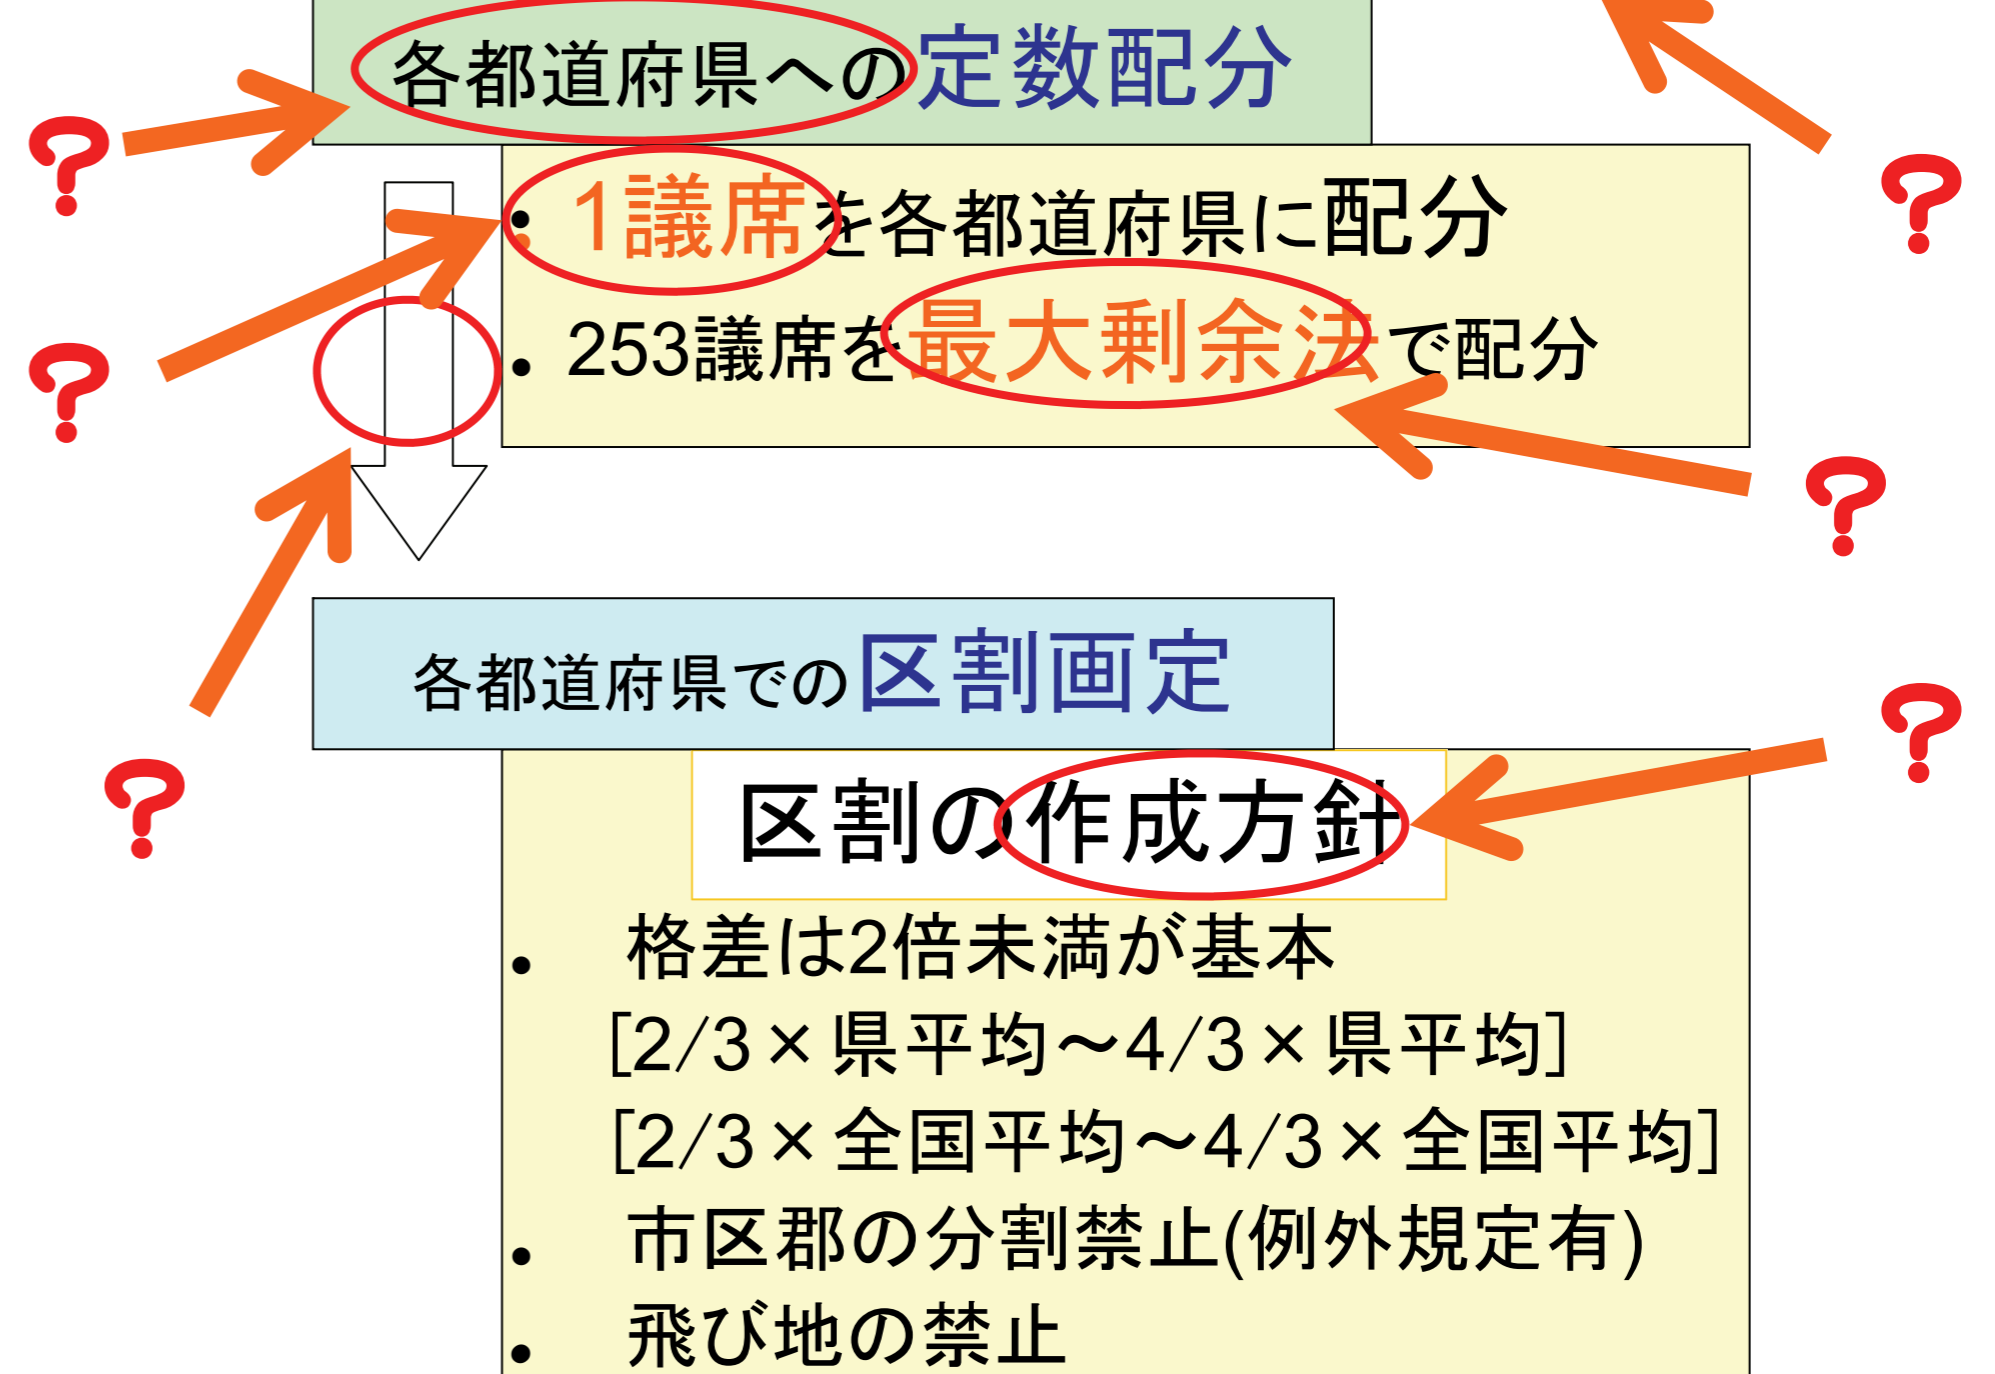 各都道府県への定数配分
• 1議席を各都道府県に配分
• 253議席を最大剰余法で配分
各都道府県での区割画定
区割の作成方針
• 格差は2倍未満が基本
[2/3×県平均～4/3×県平均]
[2/3×全国平均～4/3×全国平均]
• 市区郡の分割禁止(例外規定有)
• 飛び地の禁止
?
?
?
?
?
?